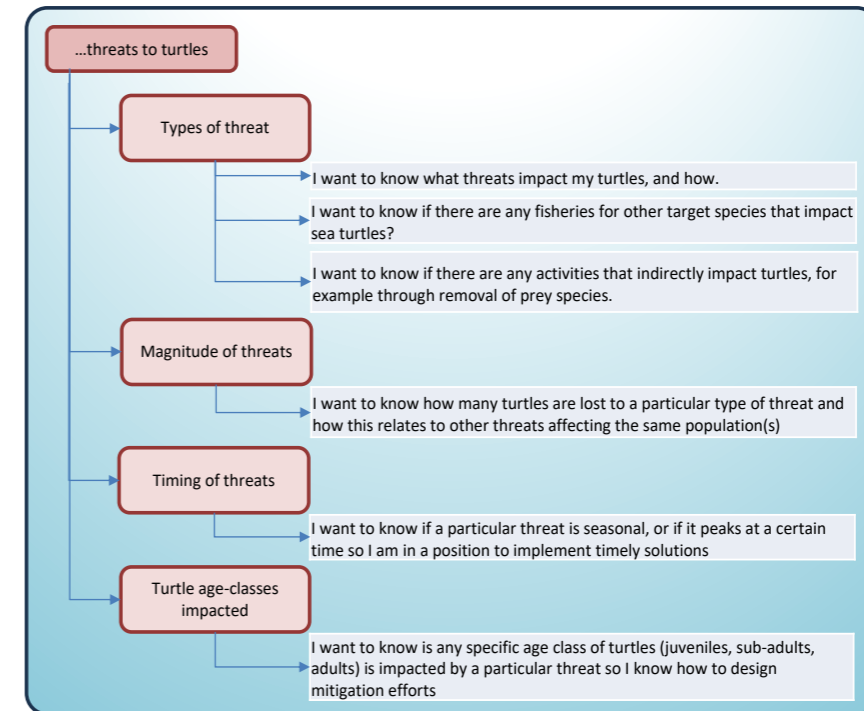 ...threats to turtles
Types of threat
I want to know what threats impact my turtles, and how.
I want to know if there are any fisheries for other target species that impact
sea turtles?
I want to know if there are any activities that indirectly impact turtles, for
example through removal of prey species.
Magnitude of threats
I want to know how many turtles are lost to a particular type of threat and
how this relates to other threats affecting the same population(s)
Timing of threats
I want to know if a particular threat is seasonal, or if it peaks at a certain
time so I am in a position to implement timely solutions
Turtle age-classes
impacted
I want to know is any specific age class of turtles (juveniles, sub-adults,
adults) is impacted by a particular threat so I know how to design
mitigation efforts